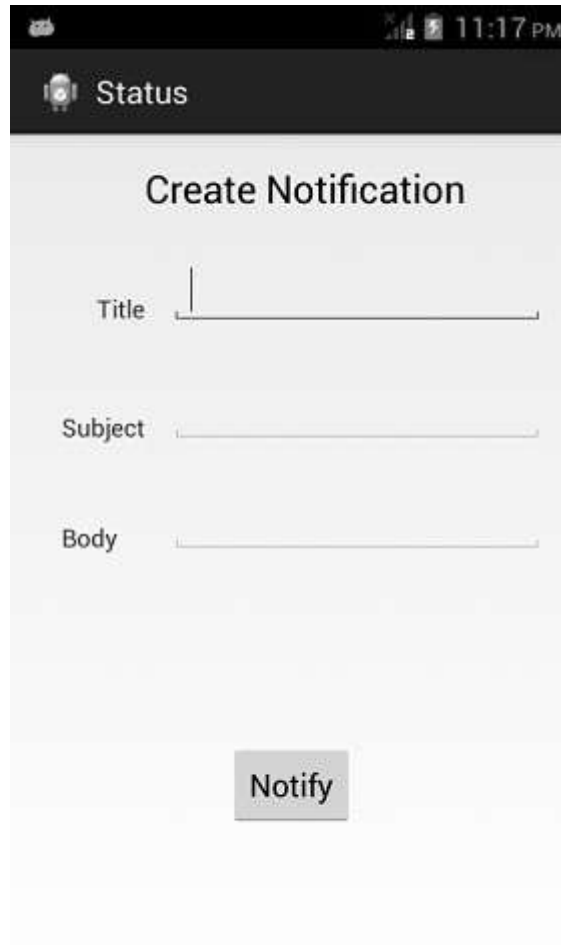 11:17 PM
Status
Create Notification
Title
Subject
Body
Notify